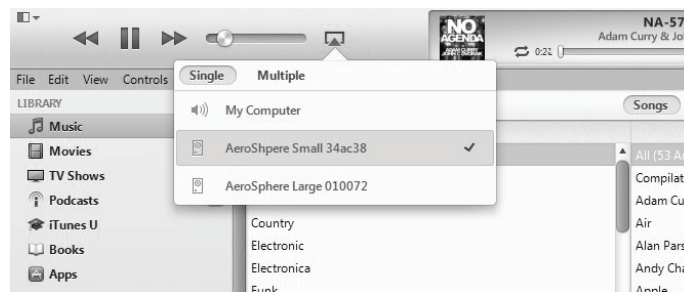 NO
AGENDA
NA-57
Adam Curry & Jo
0:21
File Edit View Controls
Single Multiple
My Computer
AeroShpere Small 34ac38
AeroSphere Large 010072
LIBRARY
Music
Movies
TV Shows
Podcasts
iTunes U
Books
Apps
Country
Electronic
Electronica
Funk
Songs
All (53 A
Compilat
Adam Cu
Air
Alan Pars
Andy Cha
Apple